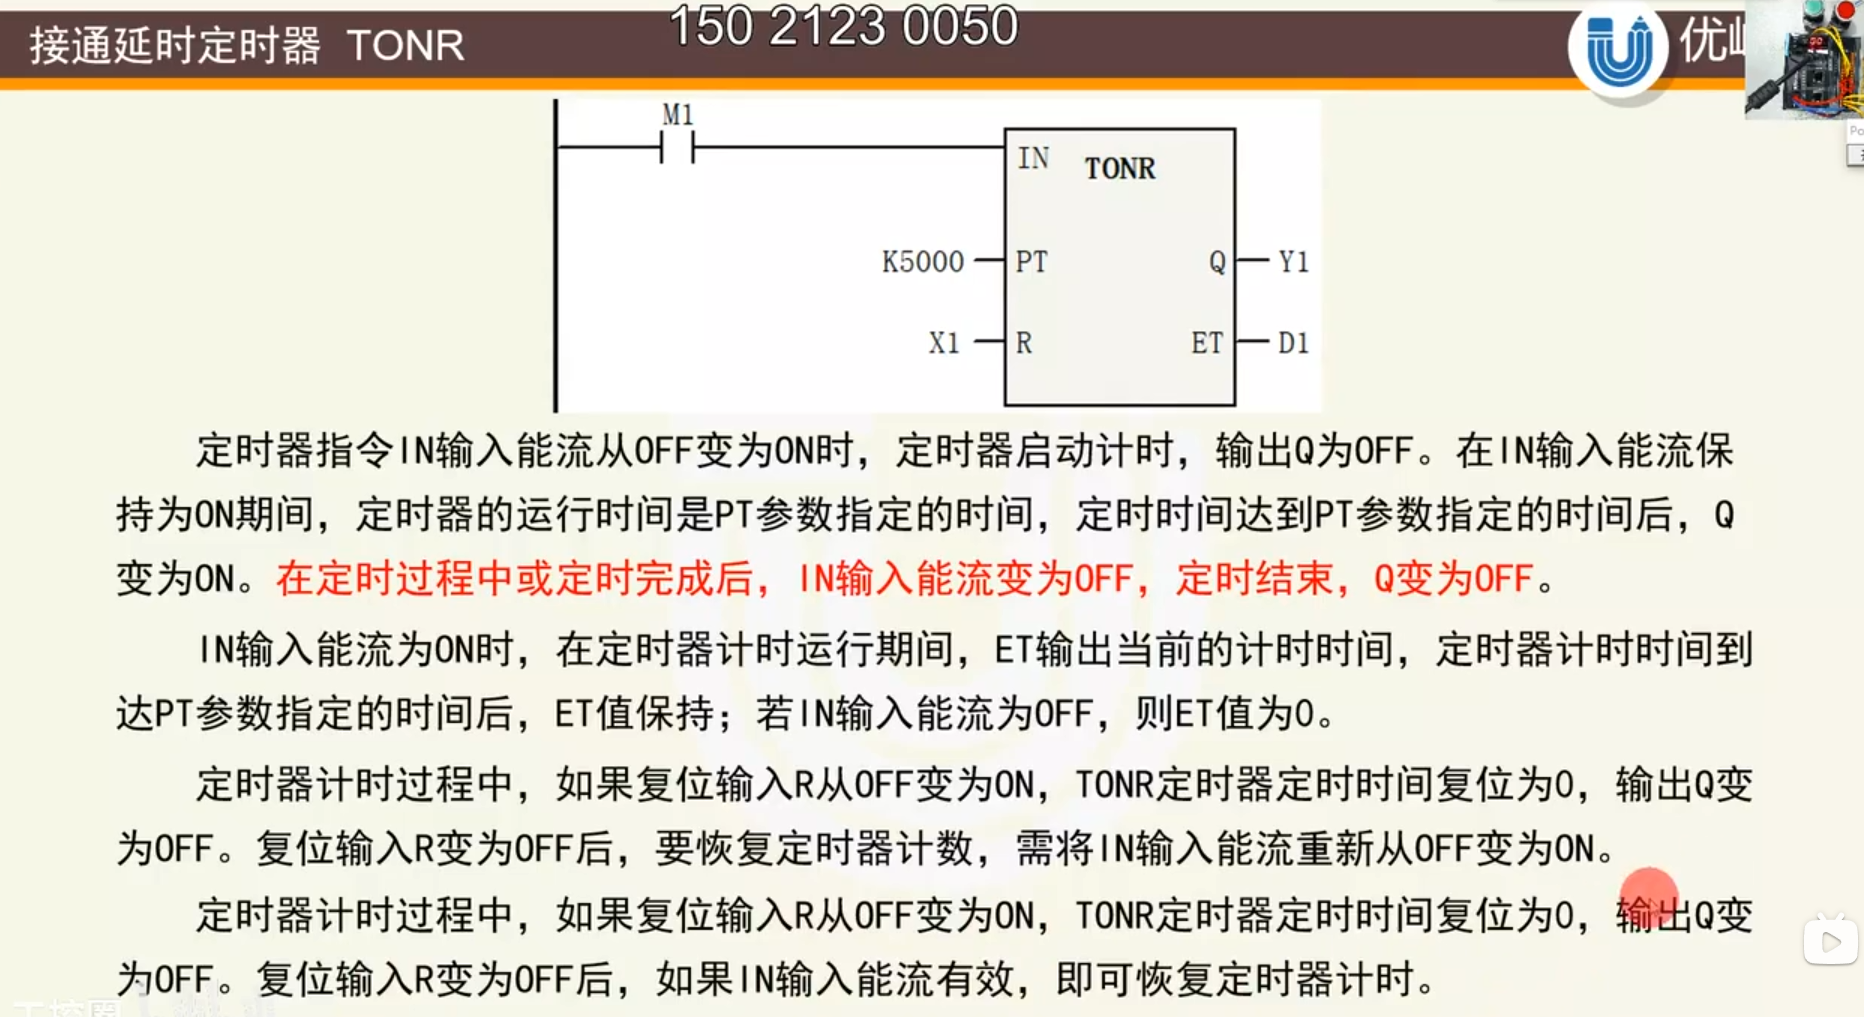 150 2123 0050
接通延时定时器 TONR
M1
IN TONR
K5000 PT Q Y1
X1 R ET D1
定时器指令IN输入能流从OFF变为ON时，定时器启动计时，输出Q为OFF。在IN输入能流保
持为ON期间，定时器的运行时间是PT参数指定的时间，定时时间达到PT参数指定的时间后，Q
变为ON。在定时过程中或定时完成后，IN输入能流变为OFF，定时结束，Q变为OFF。
IN输入能流为ON时，在定时器计时运行期间，ET输出当前的计时时间，定时器计时时间到
达PT参数指定的时间后，ET值保持；若IN输入能流为OFF，则ET值为0。
定时器计时过程中，如果复位输入R从OFF变为ON，TONR定时器定时时间复位为0，输出Q变
为OFF。复位输入R变为OFF后，要恢复定时器计数，需将IN输入能流重新从OFF变为ON。
定时器计时过程中，如果复位输入R从OFF变为ON，TONR定时器定时时间复位为0，输出Q变
为OFF。复位输入R变为OFF后，如果IN输入能流有效，即可恢复定时器计时。